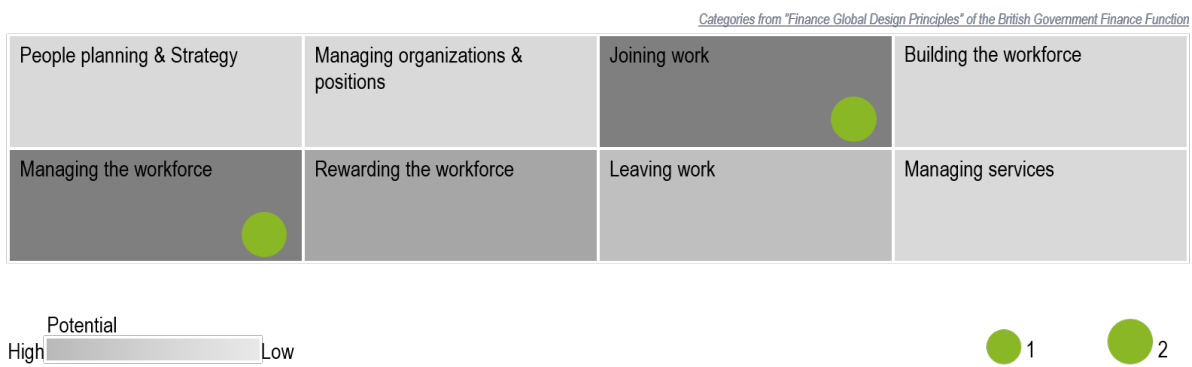 Categories from "Finance Global Design Principles" of the British Government Finance Function
People planning & Strategy
Managing organizations &
positions
Joining work
Building the workforce
Managing the workforce
Rewarding the workforce
Leaving work
Managing services
Potential
High
Low
1
2